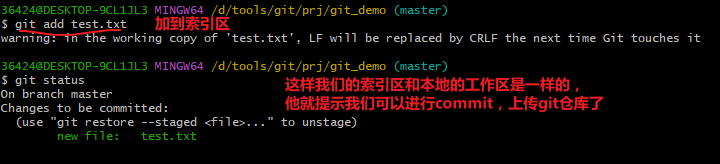 36424@DESKTOP-9CL1JL3 MINGW64 /d/tools/git/prj/git_demo (master)
$ git add test.txt 加到索引区
warning: in the working copy of 'test.txt', LF will be replaced by CRLF the next time Git touches it
36424@DESKTOP-9CL1JL3 MINGW64 /d/tools/git/prj/git_demo (master)
$ git status
On branch master
Changes to be committed:
(use "git restore --staged <file>..." to unstage)
new file: test.txt
这样我们的索引区和本地的工作区是一样的，
他就提示我们可以进行commit，上传git仓库了